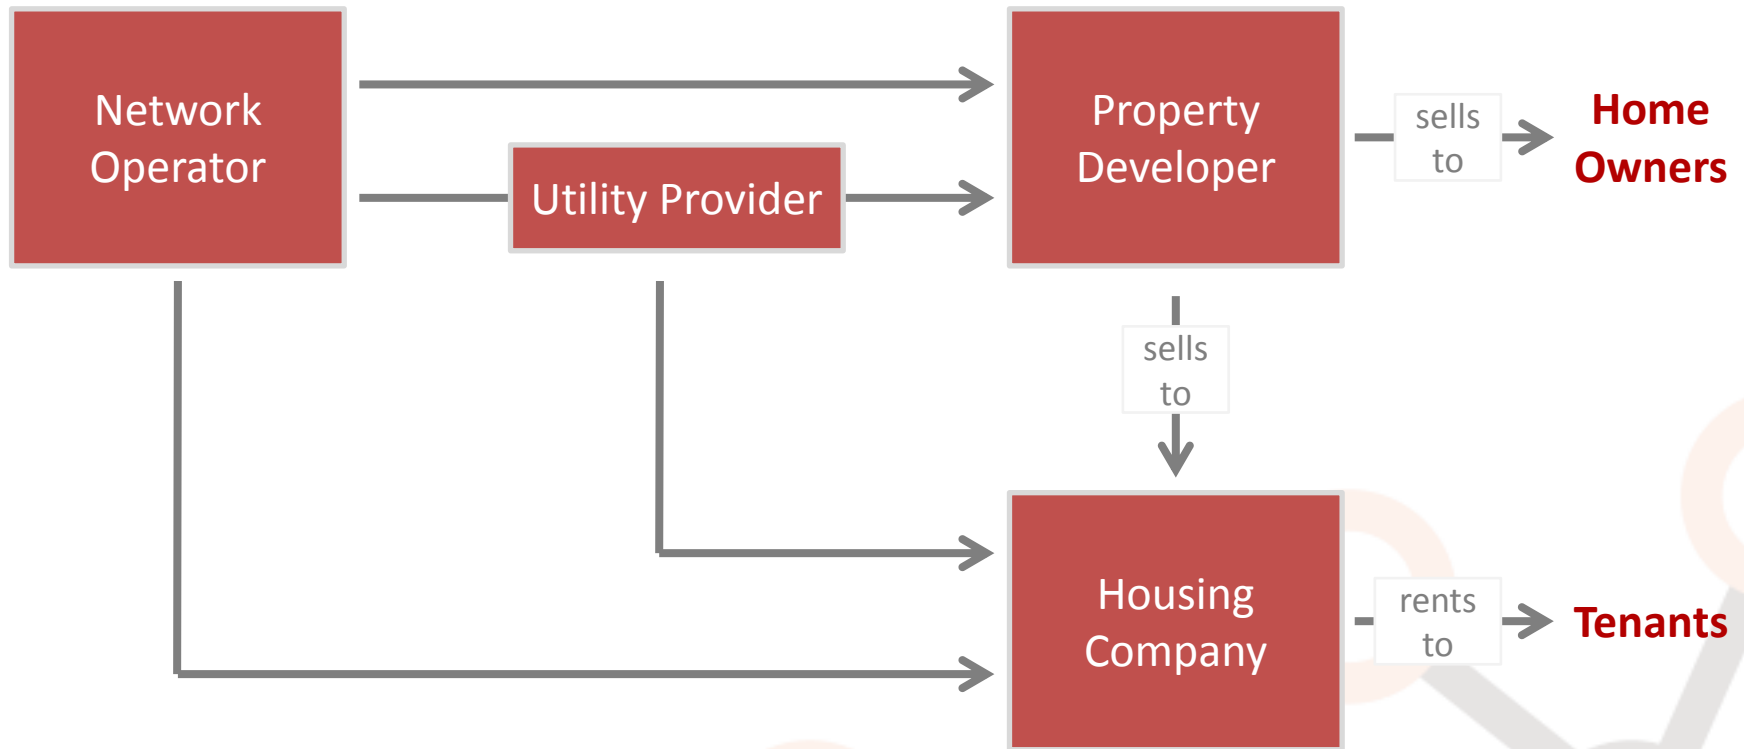 Network
Operator
Utility Provider
Property
Developer
sells
to
Home
Owners
sells
to
Housing
Company
rents
to
Tenants